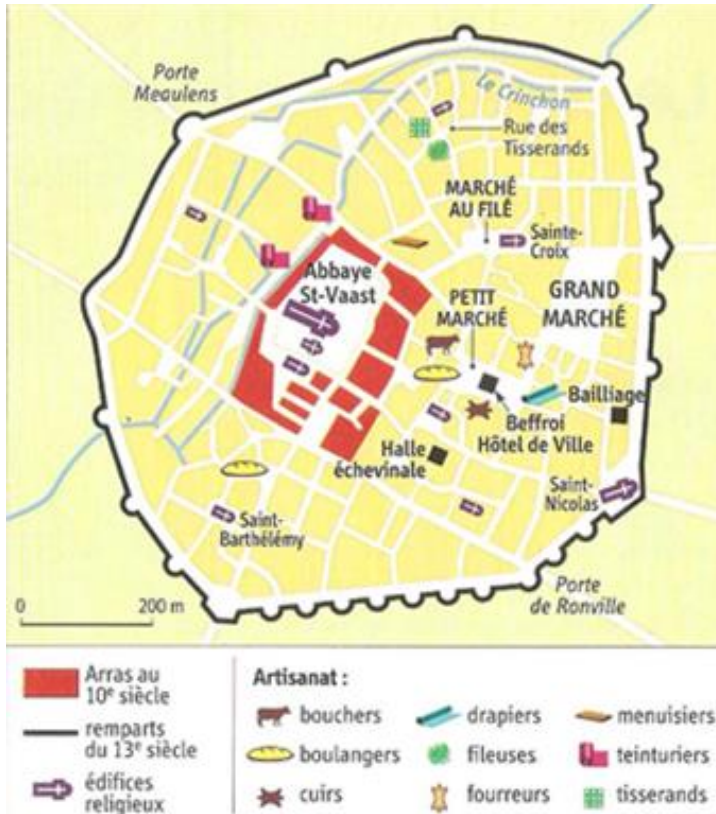 Porte
Meaulens
Le Crinchon
Rue des
Tisserands
MARCHÉ
AU FILÉ
Sainte-
Croix
Abbaye
St-Vaast
PETIT
MARCHÉ
GRAND
MARCHÉ
Bailliage
Beffroi
Hôtel de Ville
Halle
échevinale
Saint-
Nicolas
Saint-
Barthélémy
Porte
de Ronville
0 200 m
Arras au
10e siècle
remparts
du 13e siècle
édifices
religieux
Artisanat :
bouchers
drapiers
menuisiers
boulangers
fileuses
teinturiers
cuirs
fourreurs
tisserands